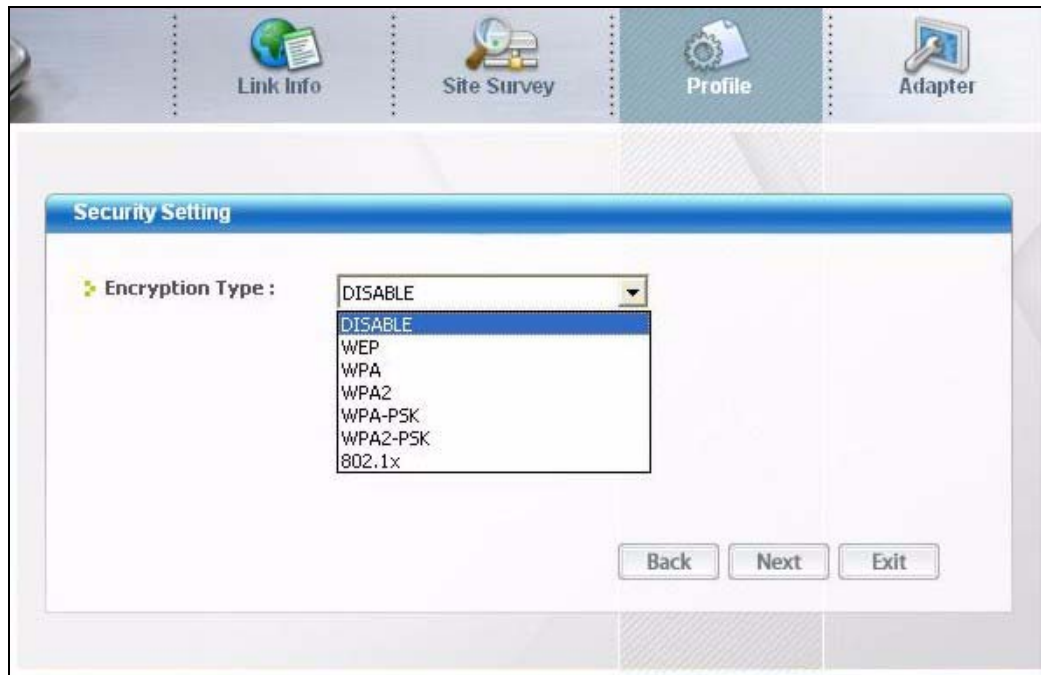 Link Info
Site Survey
Profile
Adapter
Security Setting
Encryption Type :
DISABLE
DISABLE
WEP
WPA
WPA2
WPA-PSK
WPA2-PSK
802.1x
Back
Next
Exit